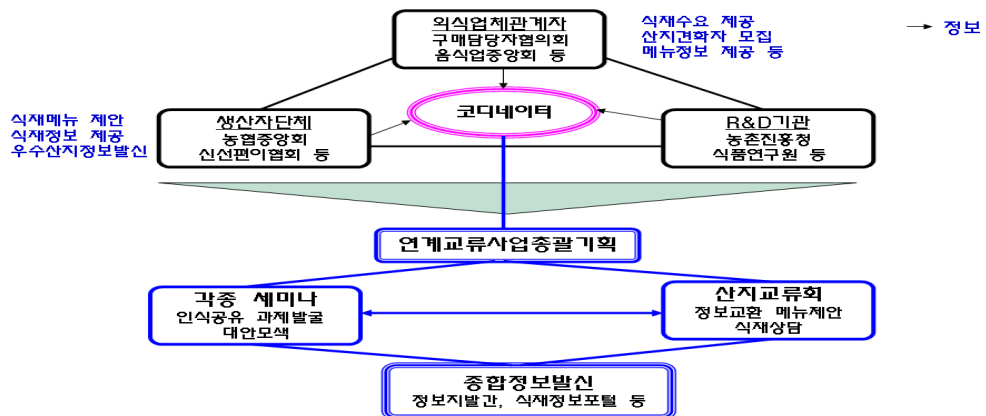 의식업체관계자
구매담당자협의회
음식업중앙회 등
식재수요 제공
산지견학자 모집
메뉴정보 제공 등
정보
코디네이터
식재메뉴 제안
식재정보 제공
우수산지정보발신
생산자단체
농협중앙회
신선편이협회 등
R&D기관
농촌진흥청
식품연구원 등
연계교류사업총괄기획
각종 세미나
인식공유 과제발굴
대안모색
산지교류회
정보교환 메뉴제안
식재상담
종합정보발신
정보지발간, 식재정보포털 등